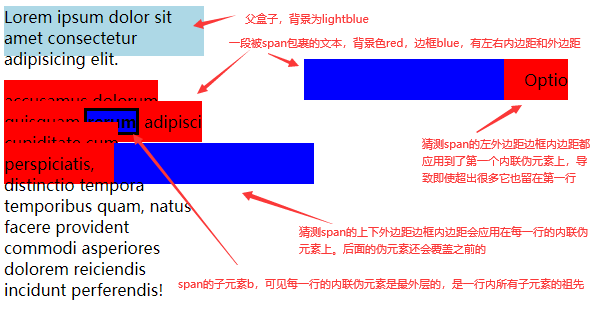 Lorem ipsum dolor sit
amet consectetur
adipisicing elit.
父盒子，背景为lightblue
一段被span包裹的文本，背景色red，边框blue，有左右内边距和外边距
Optio
accusamus dolorum
quisquam earum adipisci
cupiditate cum
perspiciatis,
distinctio tempora
temporibus quam, natus
facere provident
commodi asperiores
dolorem reiciendis
incidunt perferendis!
猜测span的左外边距边框内边距都
应用到了第一个内联伪元素上，导
致即使超出很多它也留在第一行
猜测span的上下外边距边框内边距会应用在每一行的内联伪
元素上。后面的伪元素还会覆盖之前的
span的子元素b，可见每一行的内联伪元素是最外层的，是一行内所有子元素的祖先